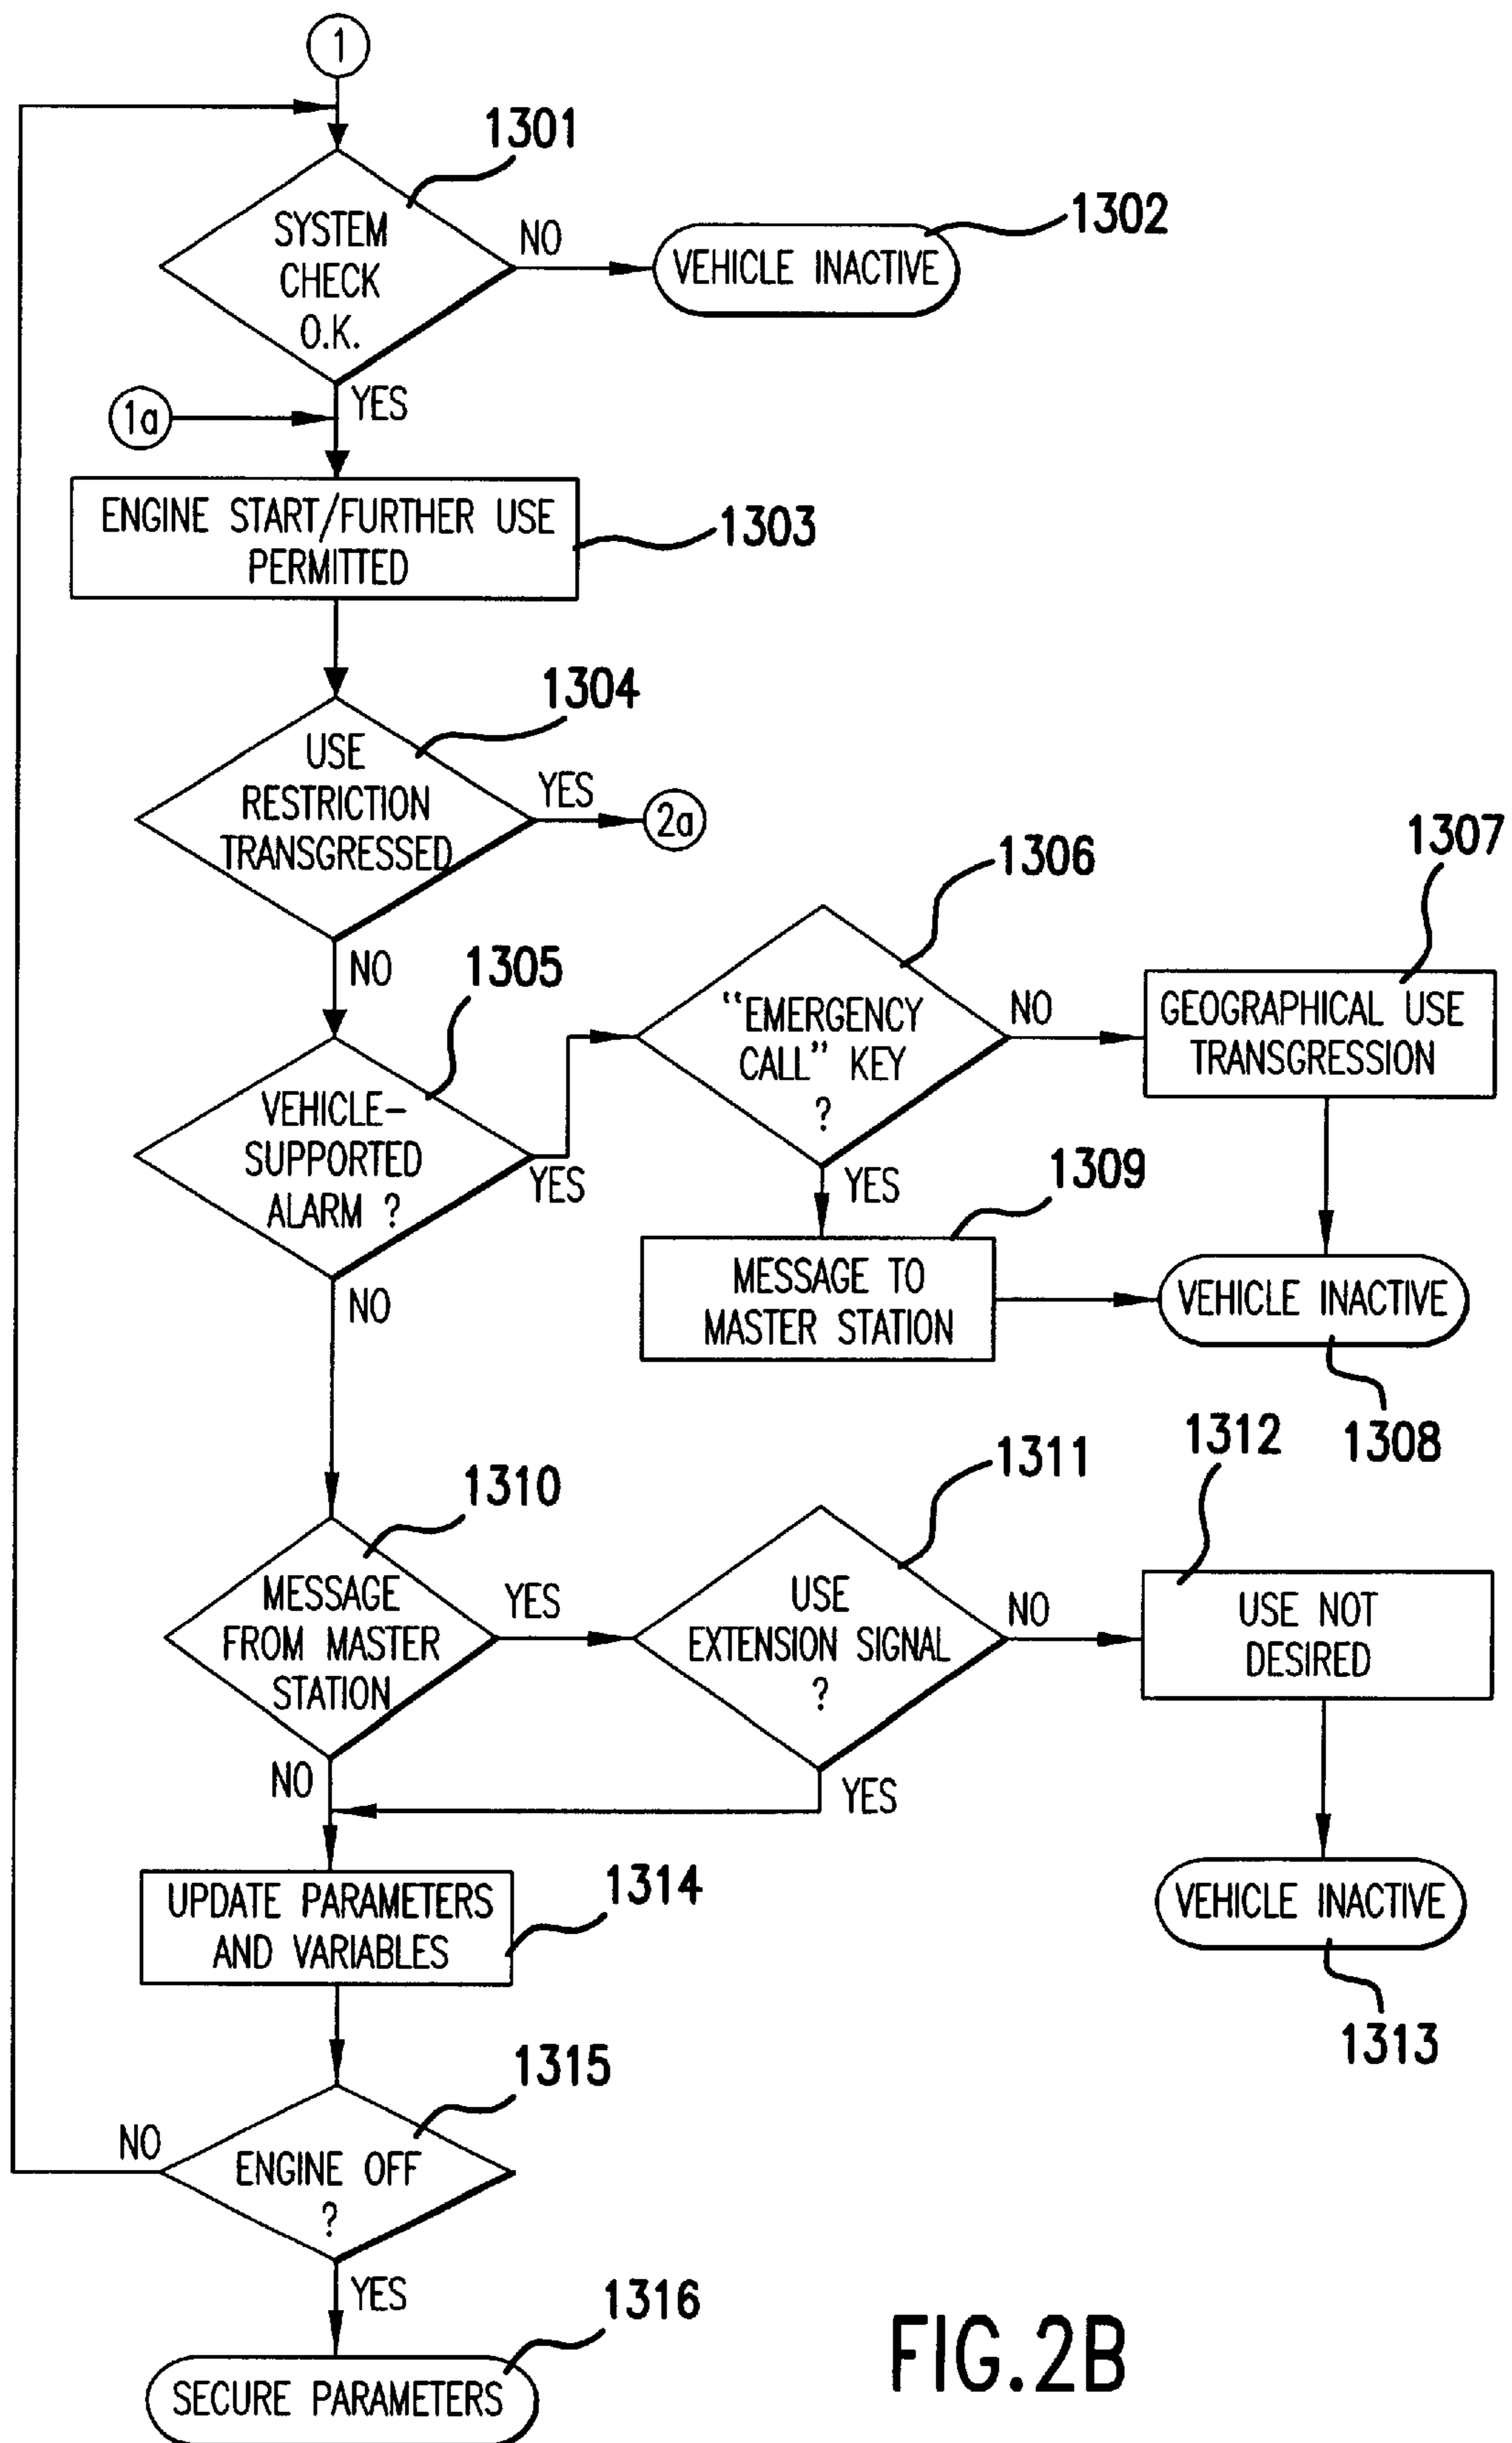 1
1301
SYSTEM
CHECK
O.K.
NO
1302
VEHICLE INACTIVE
YES
1a
ENGINE START/FURTHER USE
PERMITTED
1303
1304
USE
RESTRICTION
TRANSGRESSED
YES
2a
NO
1305
VEHICLE-
SUPPORTED
ALARM ?
YES
NO
1306
"EMERGENCY
CALL" KEY
?
NO
1307
GEOGRAPHICAL USE
TRANSGRESSION
YES
1309
MESSAGE TO
MASTER STATION
VEHICLE INACTIVE
1308
1310
MESSAGE
FROM MASTER
STATION
YES
NO
1311
USE
EXTENSION SIGNAL
?
NO
YES
1312
USE NOT
DESIRED
VEHICLE INACTIVE
1313
UPDATE PARAMETERS
AND VARIABLES
1314
1315
ENGINE OFF
?
NO
YES
1316
SECURE PARAMETERS
FIG.2B